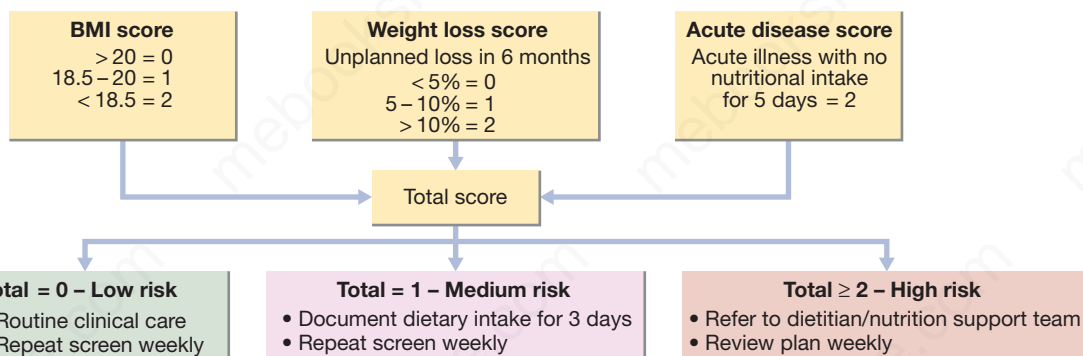 BMI score
> 20 = 0
18.5 – 20 = 1
< 18.5 = 2
Weight loss score
Unplanned loss in 6 months
< 5% = 0
5 – 10% = 1
> 10% = 2
Acute disease score
Acute illness with no
nutritional intake
for 5 days = 2
Total score
= 0 – Low risk
Routine clinical care
Repeat screen weekly
Total = 1 – Medium risk
• Document dietary intake for 3 days
• Repeat screen weekly
Total ≥ 2 – High risk
• Refer to dietitian/nutrition support team
• Review plan weekly